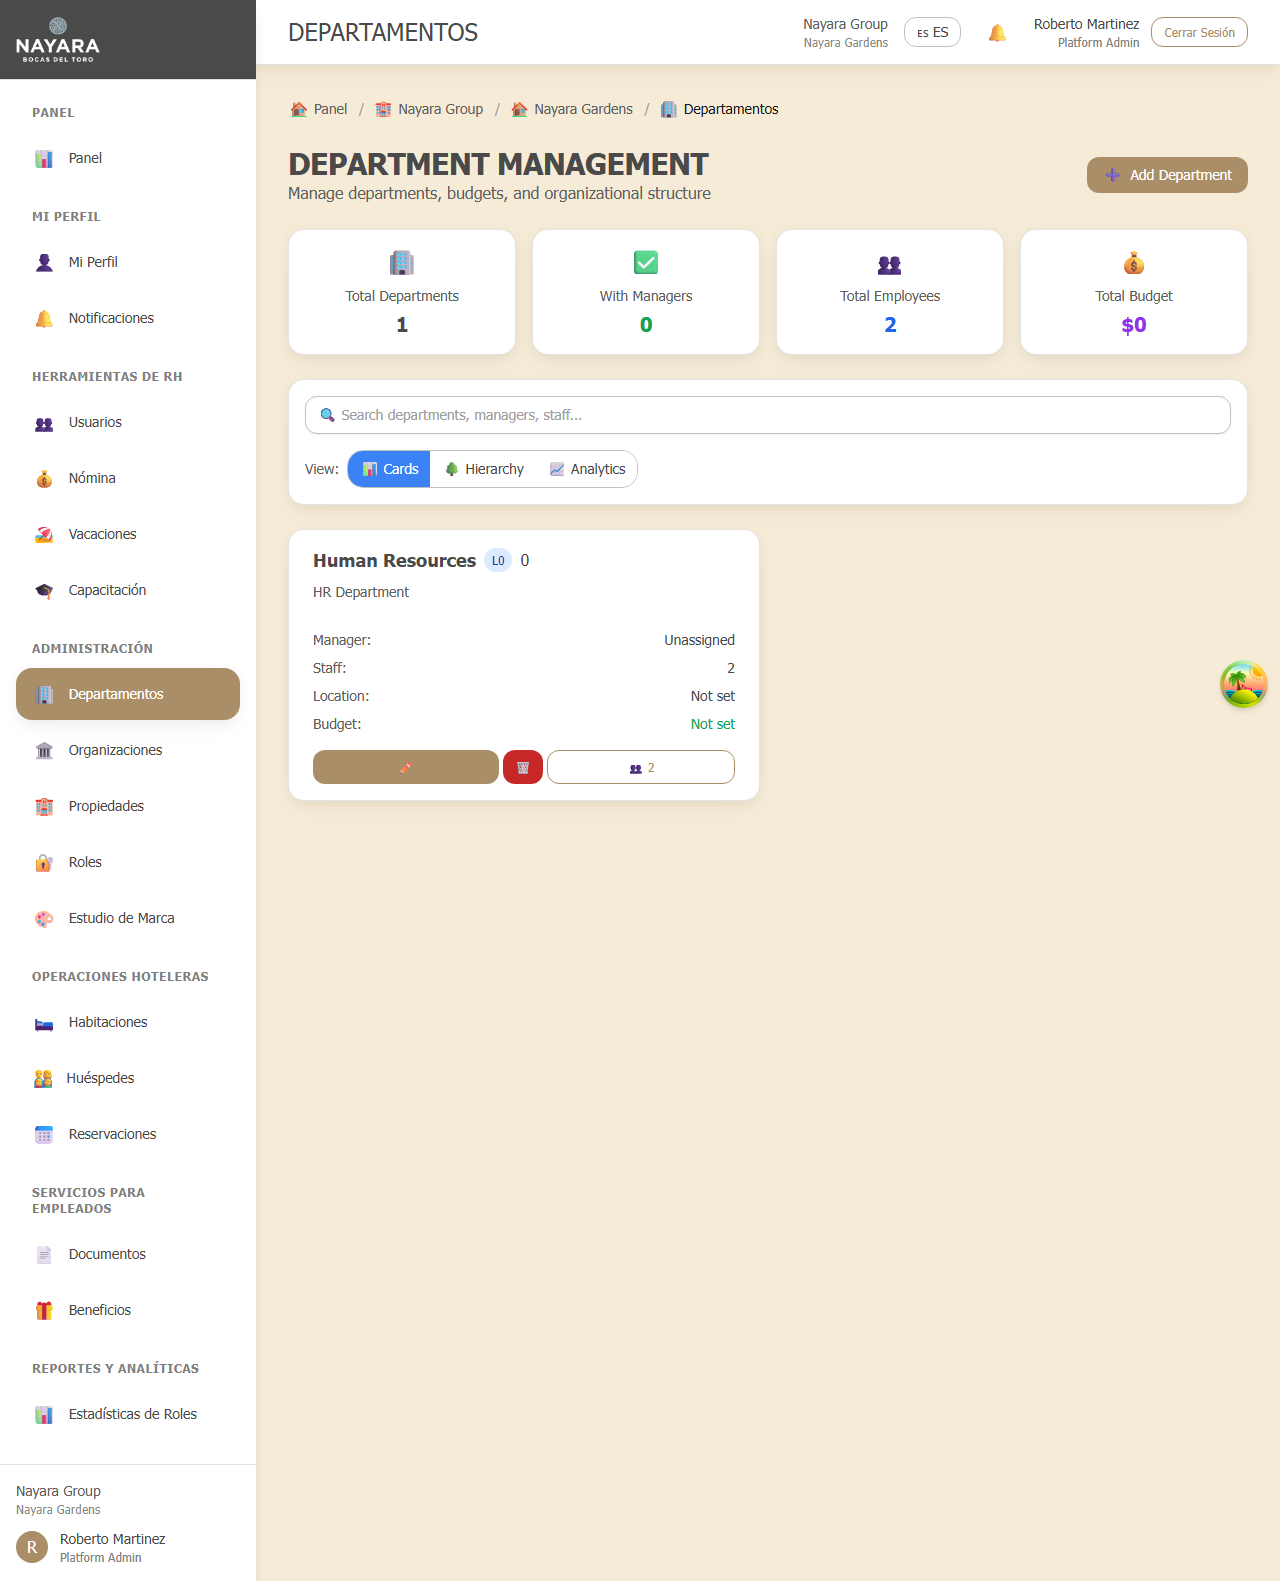 NAYARA
BOCAS DEL TORO
DEPARTAMENTOS
Nayara Group
Nayara Gardens
ES ES
Roberto Martinez
Platform Admin
Cerrar Sesión
PANEL
Panel
MI PERFIL
Mi Perfil
Notificaciones
HERRAMIENTAS DE RH
Usuarios
Nómina
Vacaciones
Capacitación
ADMINISTRACIÓN
Departamentos
Organizaciones
Propiedades
Roles
Estudio de Marca
OPERACIONES HOTELERAS
Habitaciones
Huéspedes
Reservaciones
SERVICIOS PARA
EMPLEADOS
Documentos
Beneficios
REPORTES Y ANALÍTICAS
Estadísticas de Roles
Nayara Group
Nayara Gardens
R
Roberto Martinez
Platform Admin
Panel / Nayara Group / Nayara Gardens / Departamentos
DEPARTMENT MANAGEMENT
Manage departments, budgets, and organizational structure
Add Department
Total Departments
1
With Managers
0
Total Employees
2
Total Budget
$0
Search departments, managers, staff...
View: Cards Hierarchy Analytics
Human Resources L0 0
HR Department
Manager: Unassigned
Staff: 2
Location: Not set
Budget: Not set
2